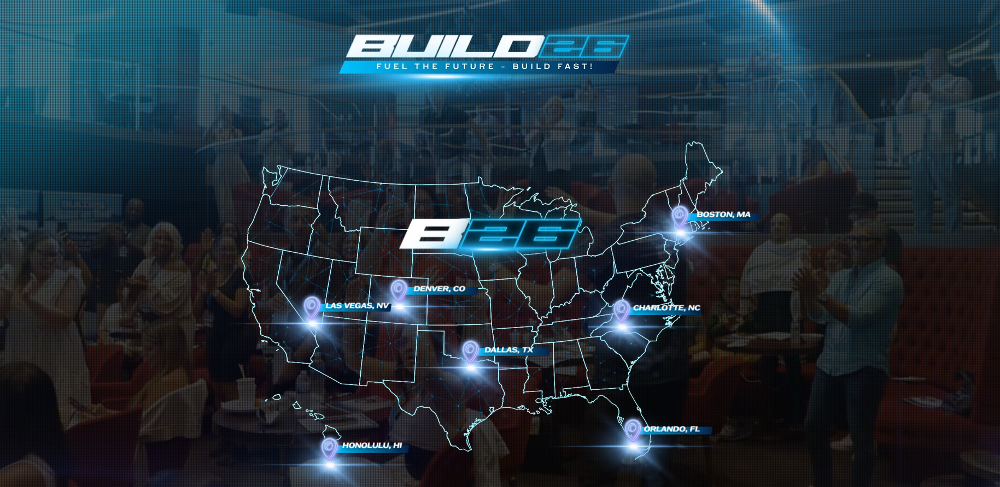 BUILD26
FUEL THE FUTURE - BUILD FAST!
BOSTON, MA
B26
DENVER, CO
LAS VEGAS, NV
CHARLOTTE, NC
DALLAS, TX
ORLANDO, FL
HONOLULU, HI